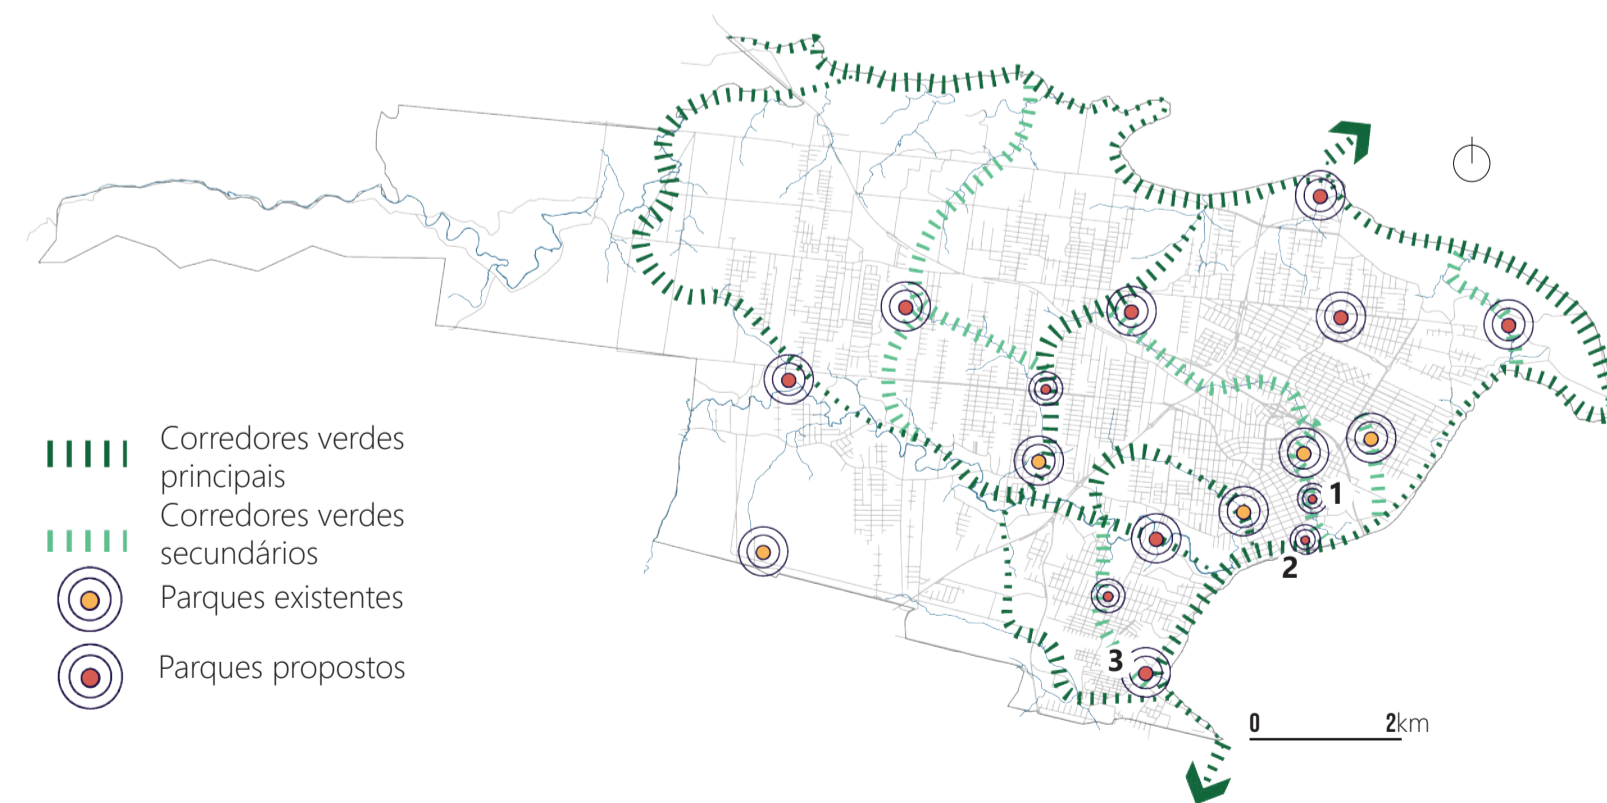 Corredores verdes
principais
Corredores verdes
secundários
Parques existentes
Parques propostos
1
2
3
0 2km